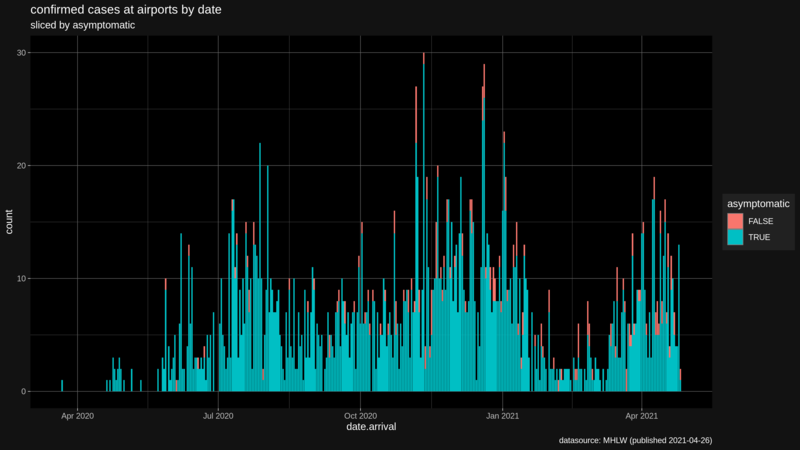 confirmed cases at airports by date
sliced by asymptomatic
30
20
10
0
count
Apr 2020
Jul 2020
Oct 2020
Jan 2021
Apr 2021
date.arrival
asymptomatic
FALSE
TRUE
datasource: MHLW (published 2021-04-26)